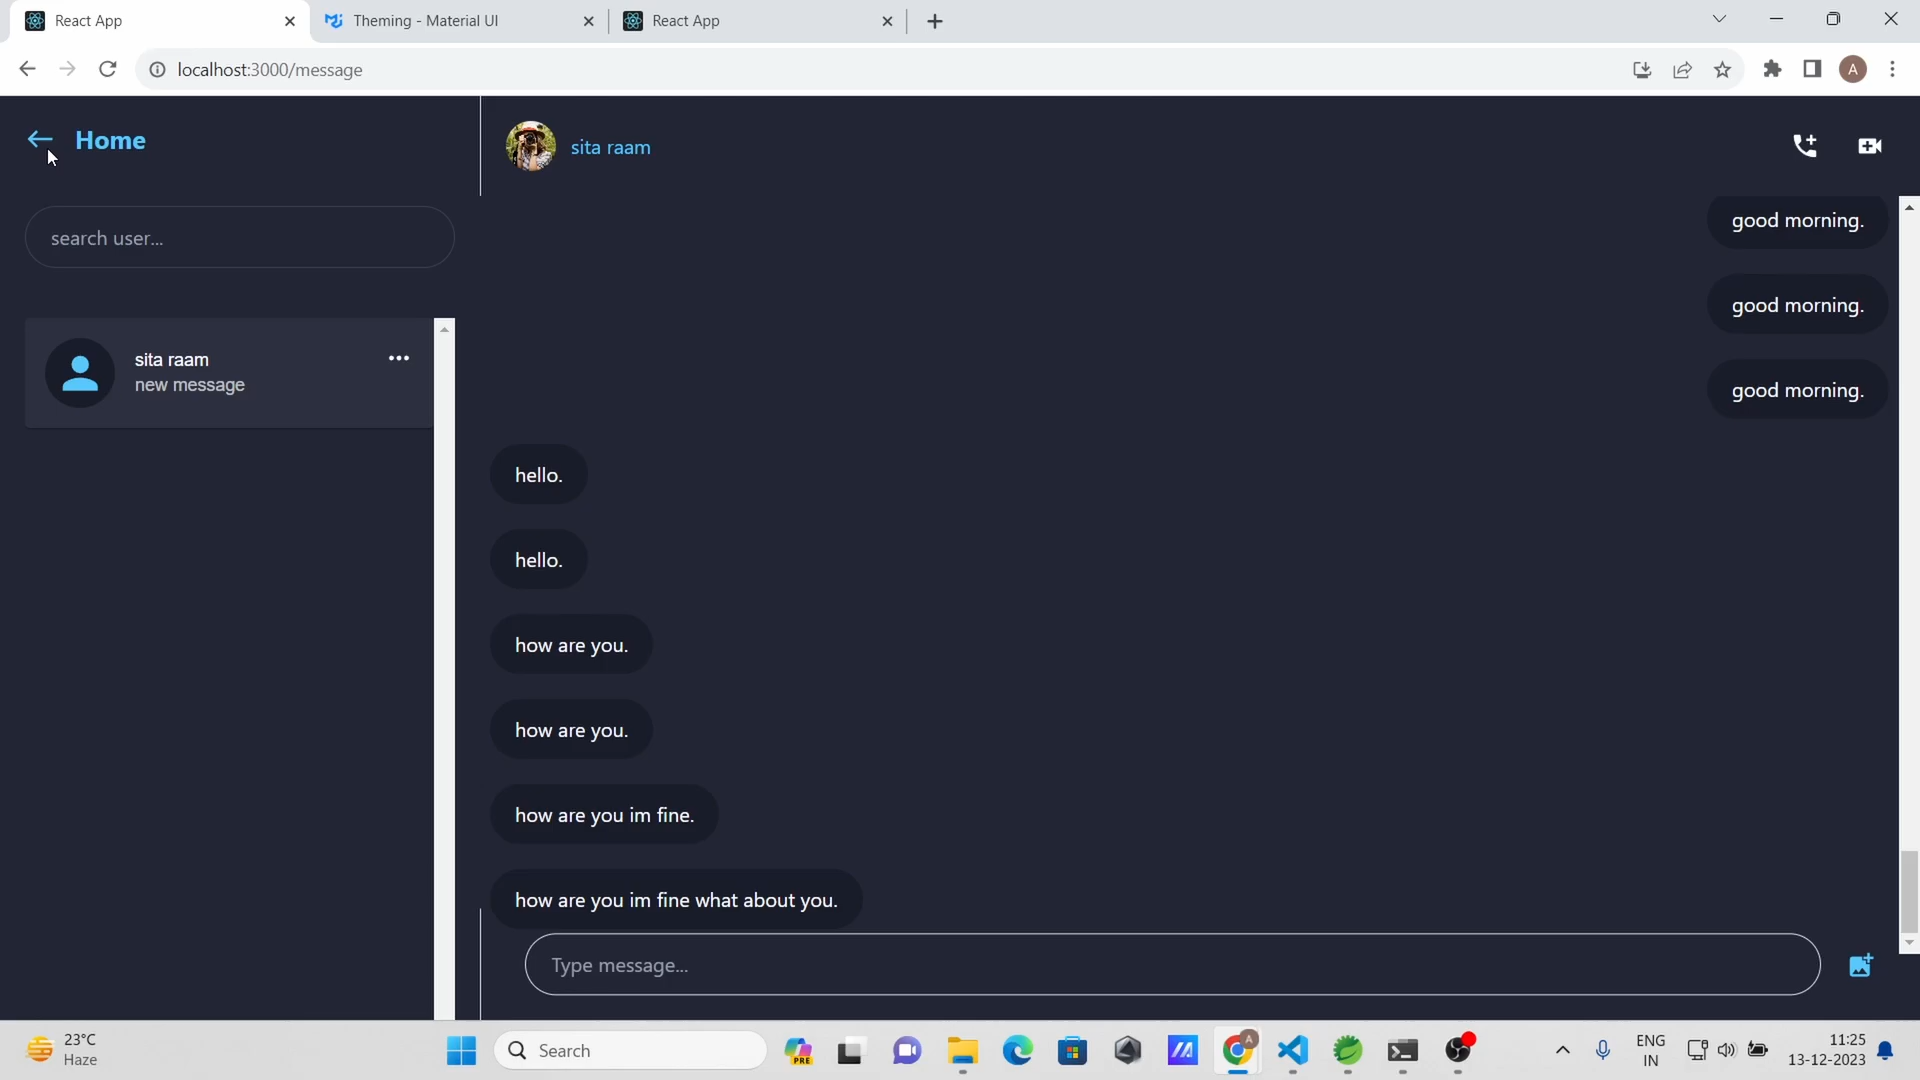 React App
Theming - Material UI
React App
localhost:3000/message
A
Home
sita raam
search user...
sita raam
new message
good morning.
good morning.
good morning.
hello.
hello.
how are you.
how are you.
how are you im fine.
how are you im fine what about you.
Type message...
23°C
Haze
Search
PRE
A
ENG
IN
11:25
13-12-2023